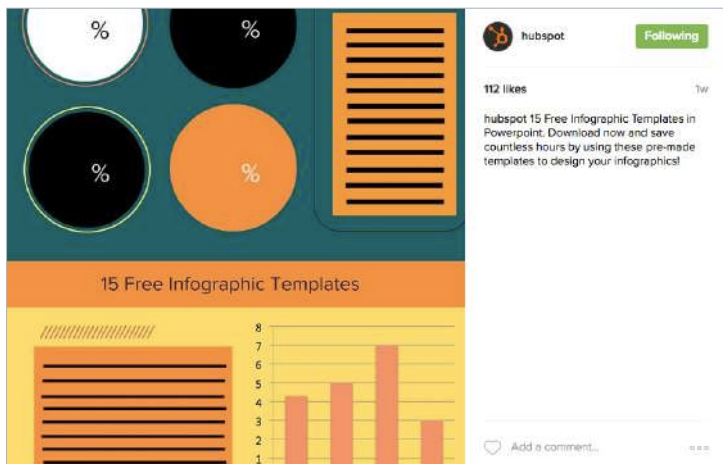 %
%
%
%
15 Free Infographic Templates
8
7
6
5
4
3
2
1
hubspot
Following
112 likes
1w
hubspot 15 Free Infographic Templates in
Powerpoint. Download now and save
countless hours by using these pre-made
templates to design your infographics!
Add a comment...